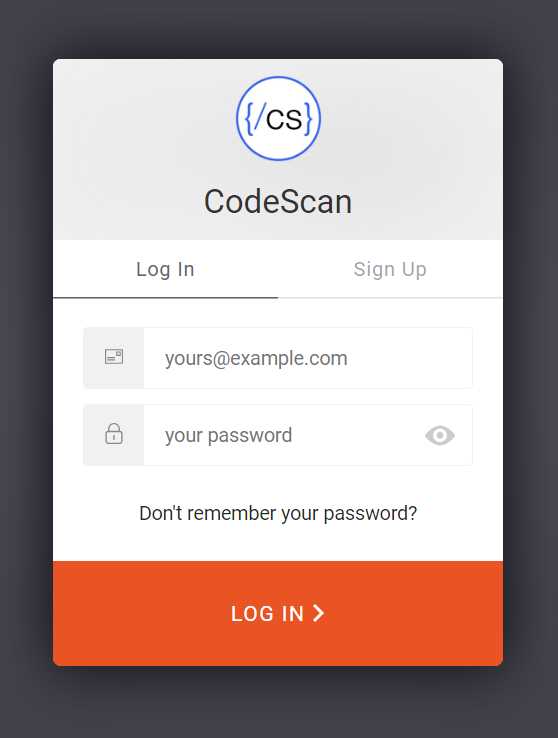 {/CS}
CodeScan
Log In Sign Up
yours@example.com
your password
Don't remember your password?
LOG IN